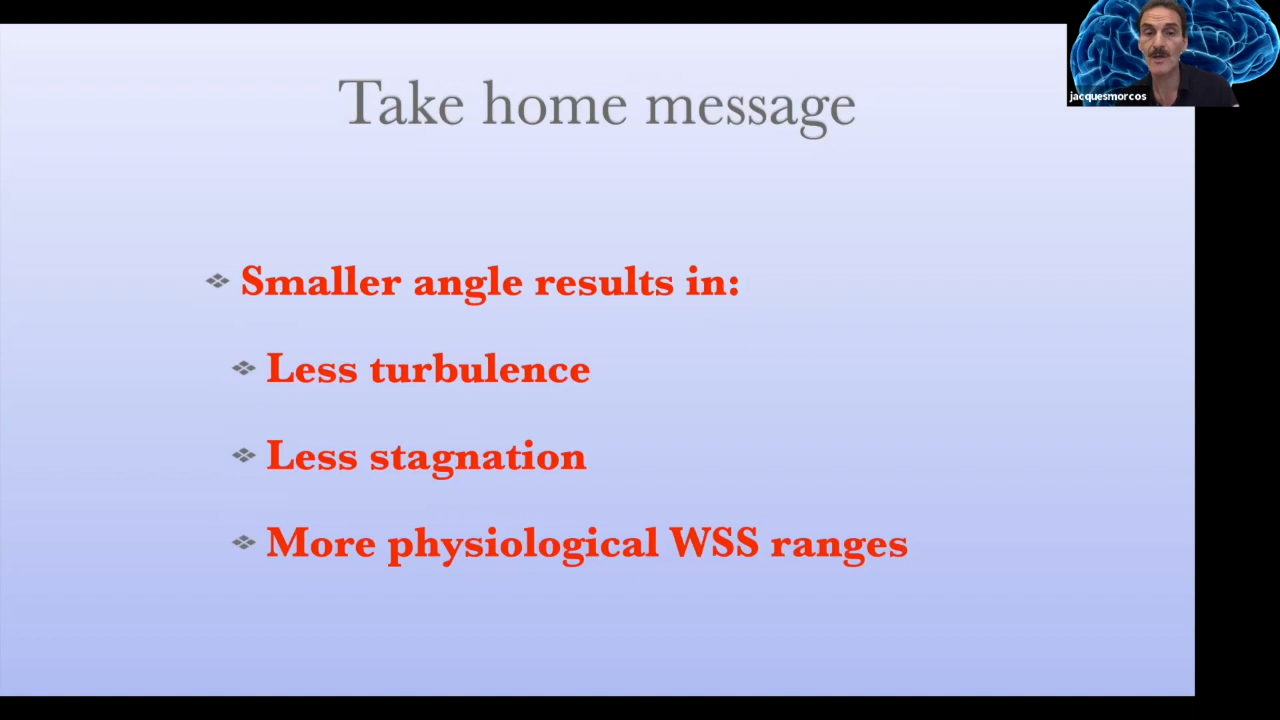 jacquesmorcos
Take home message
Smaller angle results in:
Less turbulence
Less stagnation
More physiological WSS ranges